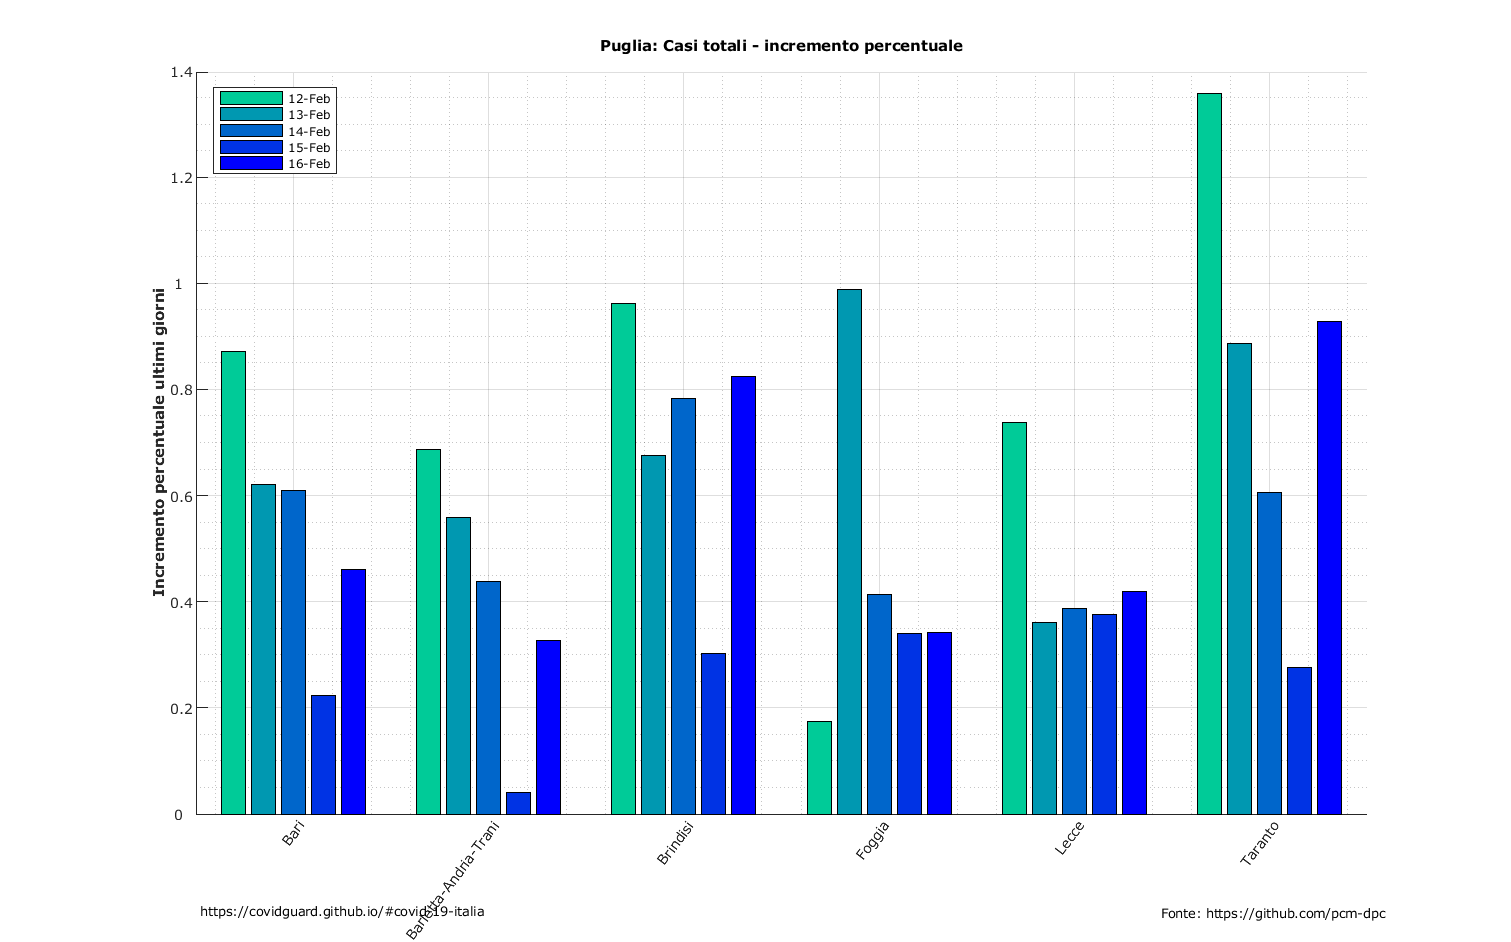 Puglia: Casi totali - incremento percentuale
1.4
1.2
1
0.8
0.6
0.4
0.2
0
Incremento percentuale ultimi giorni
12-Feb
13-Feb
14-Feb
15-Feb
16-Feb
Bari
Barletta-Andria-Trani
Brindisi
Foggia
Lecce
Taranto
https://covidguard.github.io/#covid-19-italia
Fonte: https://github.com/pcm-dpc